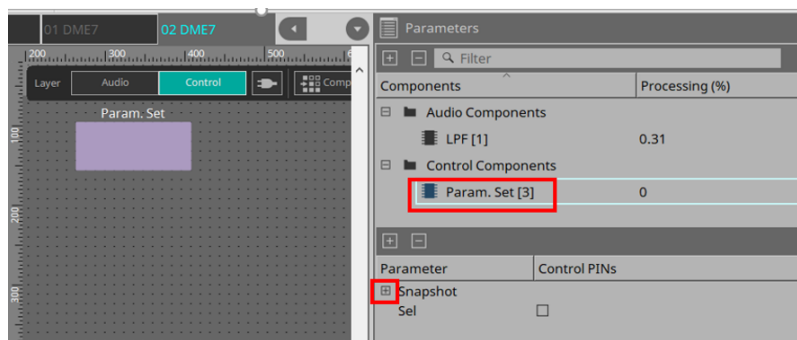 01 DME7
02 DME7
Parameters
200
300
400
500
Filter
Layer
Audio
Control
Comp
Components
Processing (%)
Param. Set
Audio Components
LPF [1]
0.31
100
Control Components
Param. Set [3]
0
200
Parameter
Control PINs
Snapshot
300
Sel